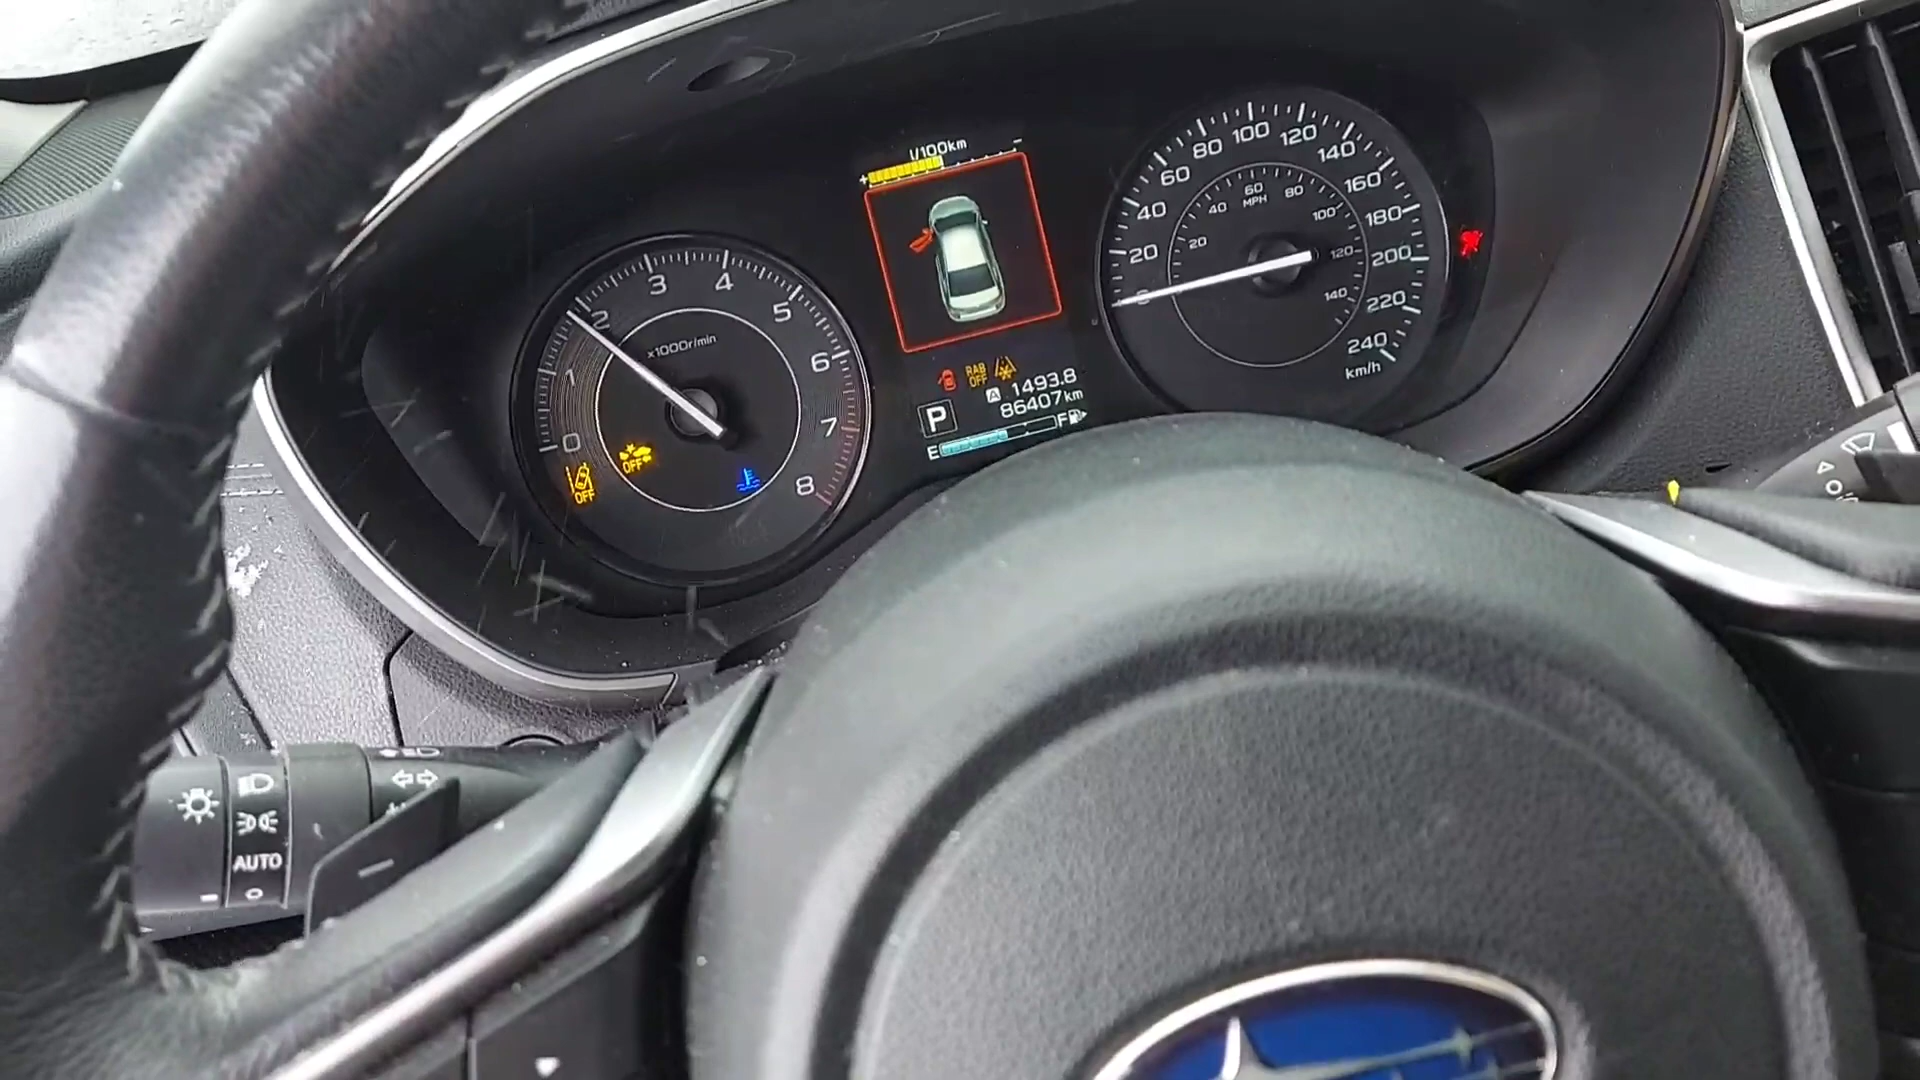 l/100km
+ -
0 1 2 3 4 5 6 7 8
x1000r/min
OFF
OFF
RAB
OFF
A 1493.8
86407km
P
E F
20 40 60 80 100 120 140 160 180 200 220 240
km/h
20 40 60 80 100 120 140
MPH
AUTO